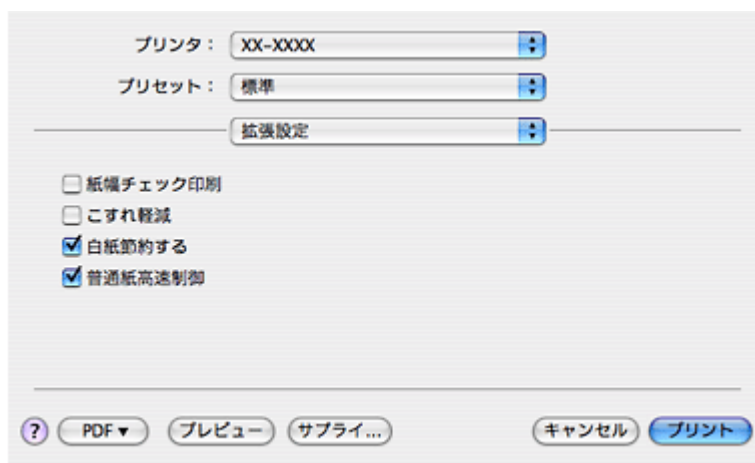 プリンタ： XX-XXXX
プリセット： 標準
拡張設定
紙幅チェック印刷
こすれ軽減
白紙節約する
普通紙高速制御
? PDF▼ プレビュー サプライ... キャンセル プリント